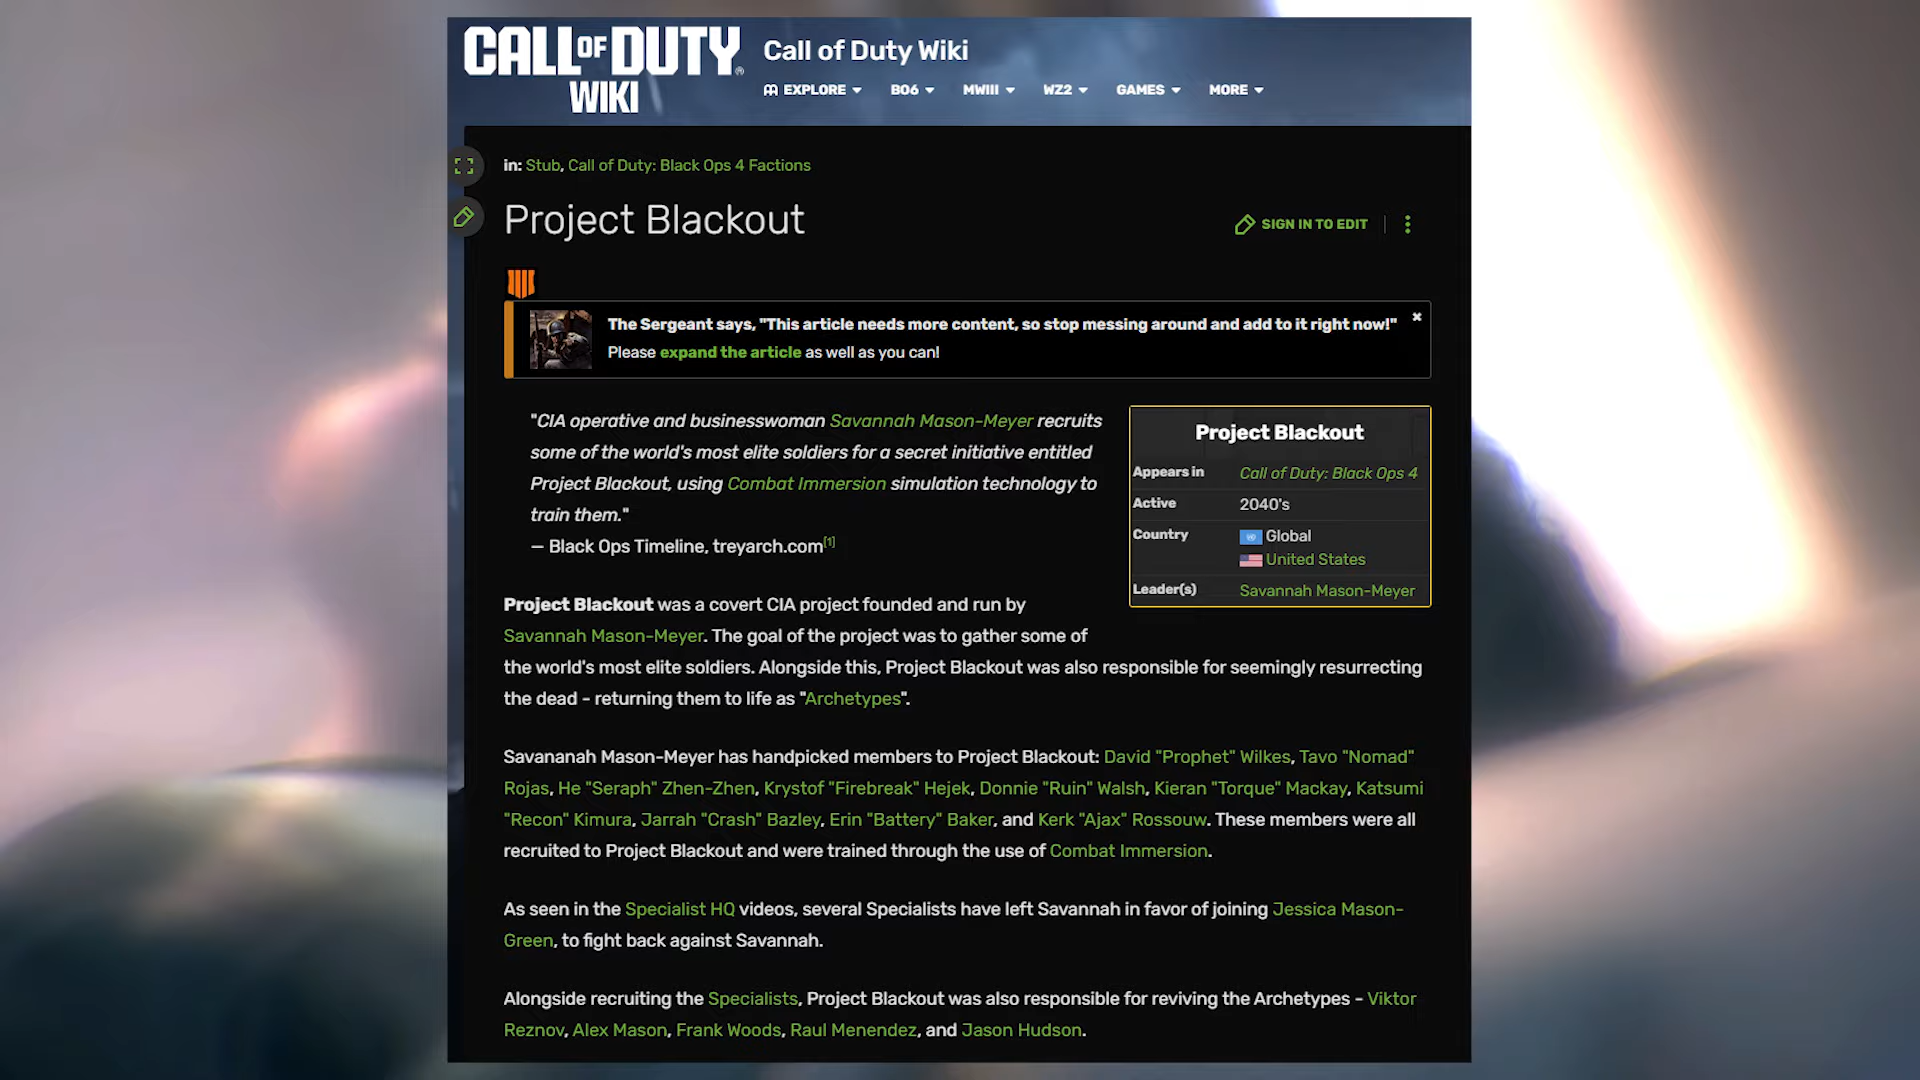 CALL OF DUTY
WIKI
Call of Duty Wiki
EXPLORE BO6 MWIII WZ2 GAMES MORE
in: Stub, Call of Duty: Black Ops 4 Factions
Project Blackout
SIGN IN TO EDIT
The Sergeant says, "This article needs more content, so stop messing around and add to it right now!"
Please expand the article as well as you can!
"CIA operative and businesswoman Savannah Mason-Meyer recruits
some of the world's most elite soldiers for a secret initiative entitled
Project Blackout, using Combat Immersion simulation technology to
train them."
— Black Ops Timeline, treyarch.com[1]
Project Blackout
Appears in Call of Duty: Black Ops 4
Active 2040's
Country Global
United States
Leader(s) Savannah Mason-Meyer
Project Blackout was a covert CIA project founded and run by
Savannah Mason-Meyer. The goal of the project was to gather some of
the world's most elite soldiers. Alongside this, Project Blackout was also responsible for seemingly resurrecting
the dead - returning them to life as "Archetypes".
Savananah Mason-Meyer has handpicked members to Project Blackout: David "Prophet" Wilkes, Tavo "Nomad"
Rojas, He "Seraph" Zhen-Zhen, Krystof "Firebreak" Hejek, Donnie "Ruin" Walsh, Kieran "Torque" Mackay, Katsumi
"Recon" Kimura, Jarrah "Crash" Bazley, Erin "Battery" Baker, and Kerk "Ajax" Rossouw. These members were all
recruited to Project Blackout and were trained through the use of Combat Immersion.
As seen in the Specialist HQ videos, several Specialists have left Savannah in favor of joining Jessica Mason-
Green, to fight back against Savannah.
Alongside recruiting the Specialists, Project Blackout was also responsible for reviving the Archetypes - Viktor
Reznov, Alex Mason, Frank Woods, Raul Menendez, and Jason Hudson.